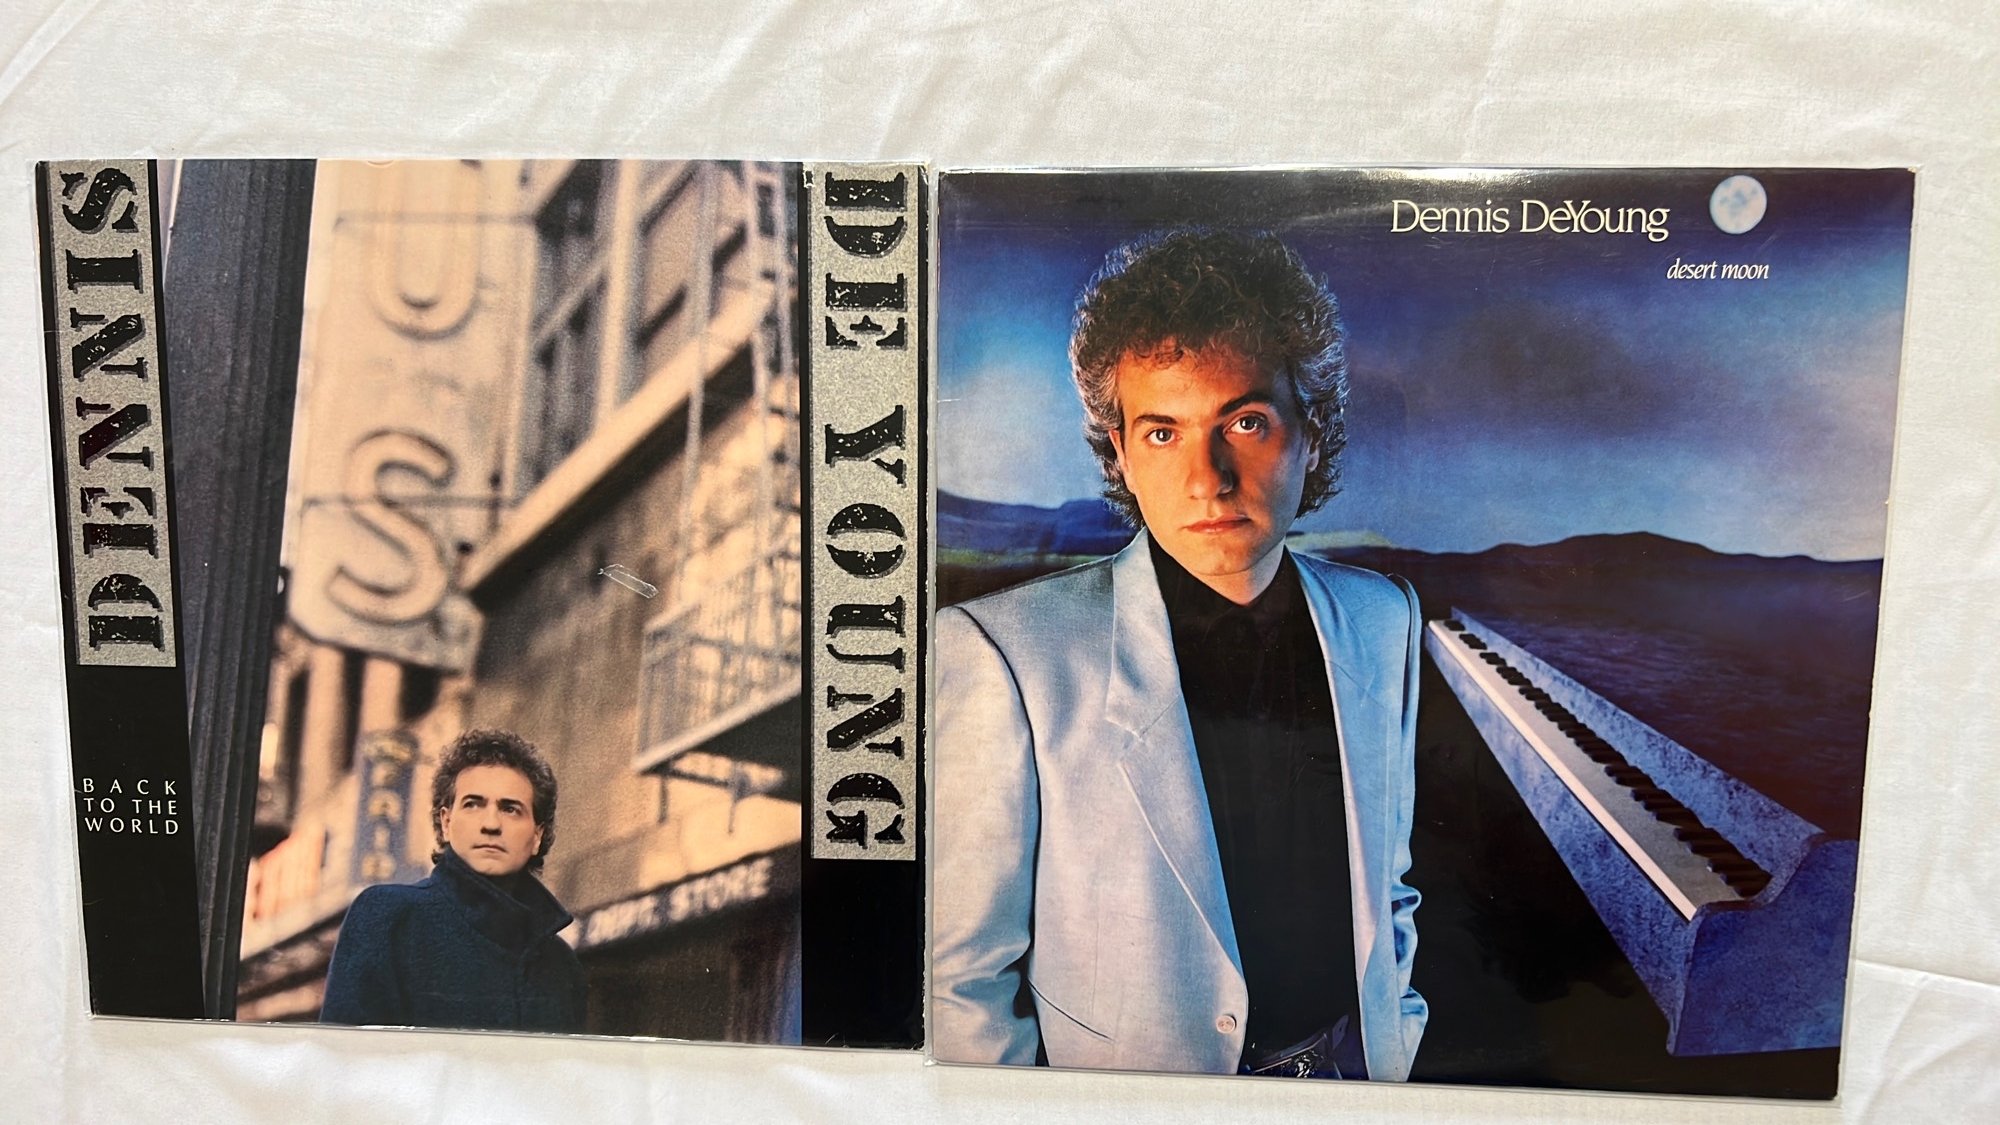 DENNIS
DE YOUNG
BACK
TO THE
WORLD
U
S
DEPT. STORE
Dennis DeYoung
desert moon